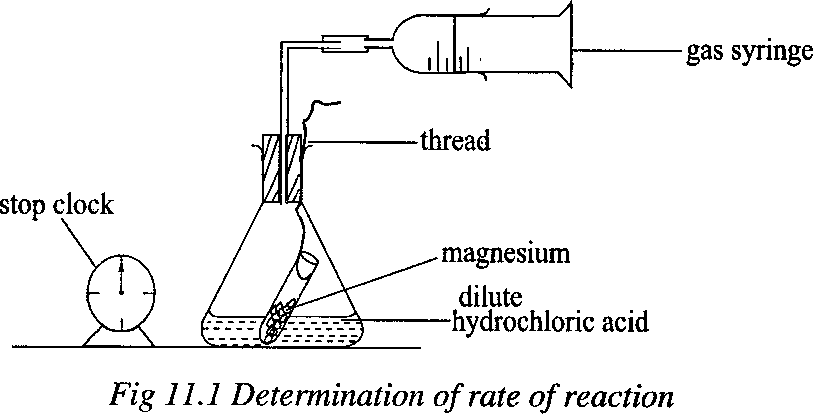 gas syringe
thread
stop clock
magnesium
dilute
hydrochloric acid
Fig 11.1 Determination of rate of reaction